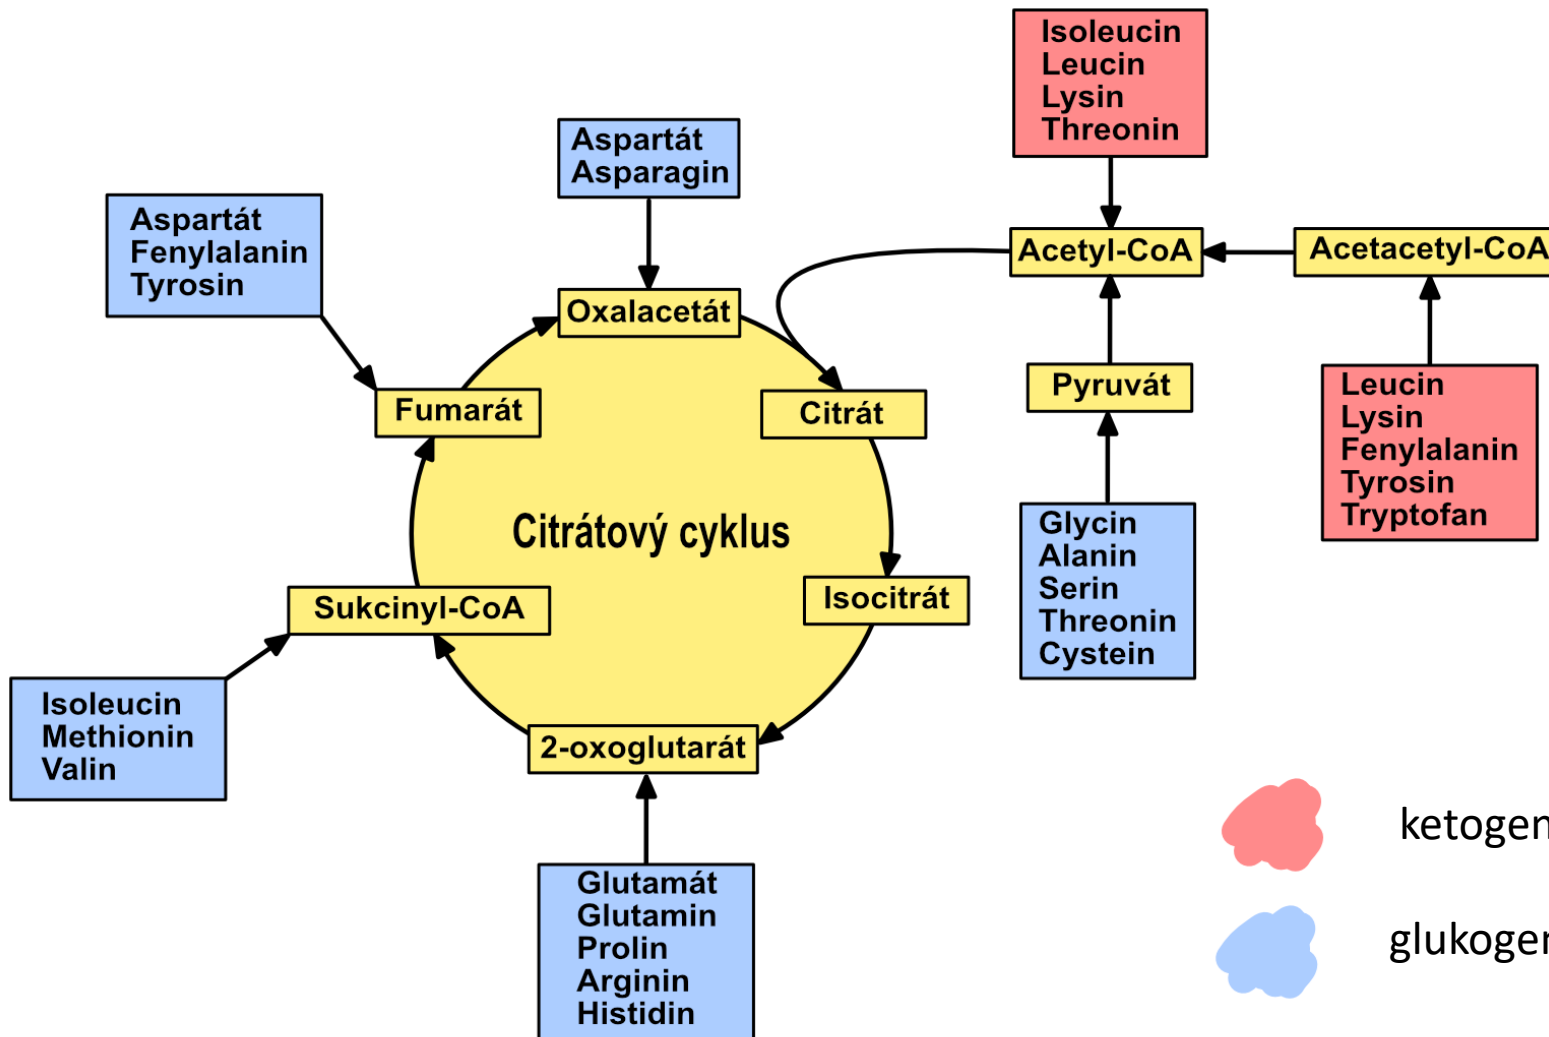 Isoleucin
Leucin
Lysin
Threonin
Aspartát
Asparagin
Aspartát
Fenylalanin
Tyrosin
Acetyl-CoA
Acetacetyl-CoA
Oxalacetát
Fumarát
Citrát
Pyruvát
Leucin
Lysin
Fenylalanin
Tyrosin
Tryptofan
Citrátový cyklus
Glycin
Alanin
Serin
Threonin
Cystein
Sukcinyl-CoA
Isocitrát
Isoleucin
Methionin
Valin
2-oxoglutarát
Glutamát
Glutamin
Prolin
Arginin
Histidin
ketogen
glukogen